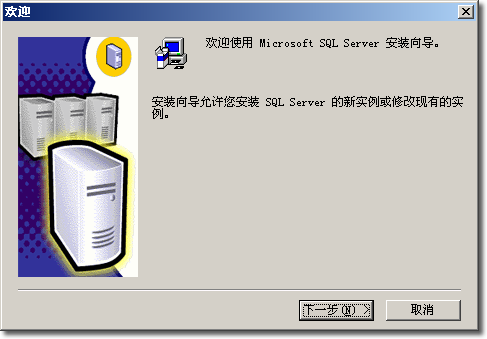 欢迎
欢迎使用 Microsoft SQL Server 安装向导。
安装向导允许您安装 SQL Server 的新实例或修改现有的实
例。
下一步(N) >
取消